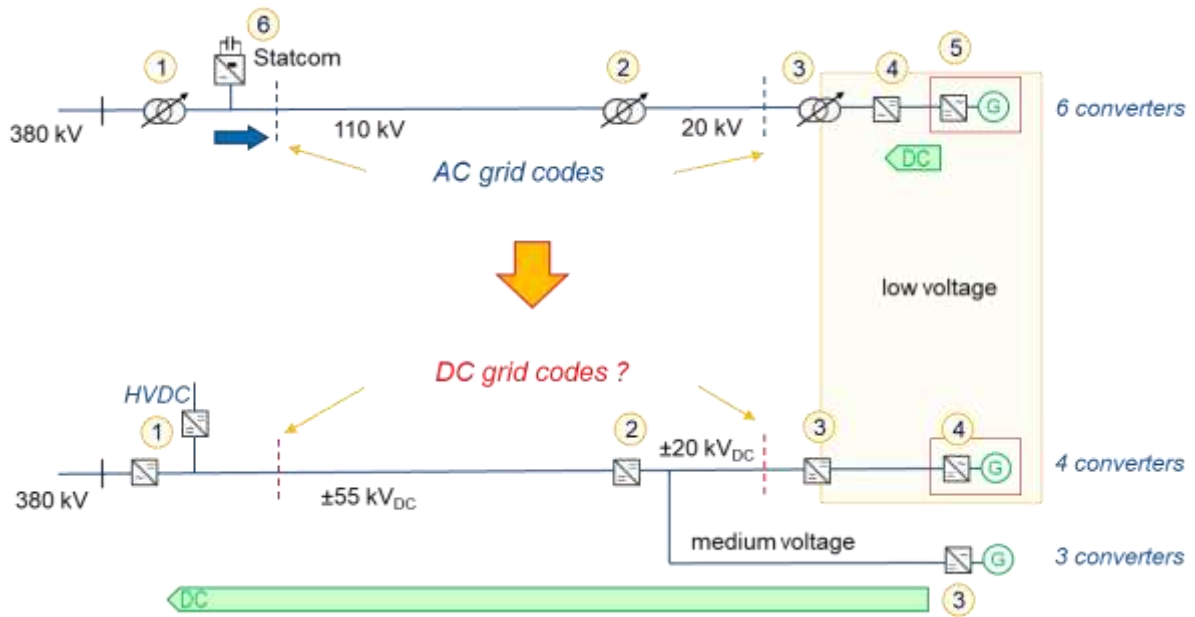 6
Statcom
1
2
3
4
5
G
6 converters
380 kV
110 kV
20 kV
DC
AC grid codes
low voltage
DC grid codes ?
HVDC
1
2
±20 kV_DC
3
4
G
4 converters
380 kV
±55 kV_DC
medium voltage
G
3 converters
DC
3